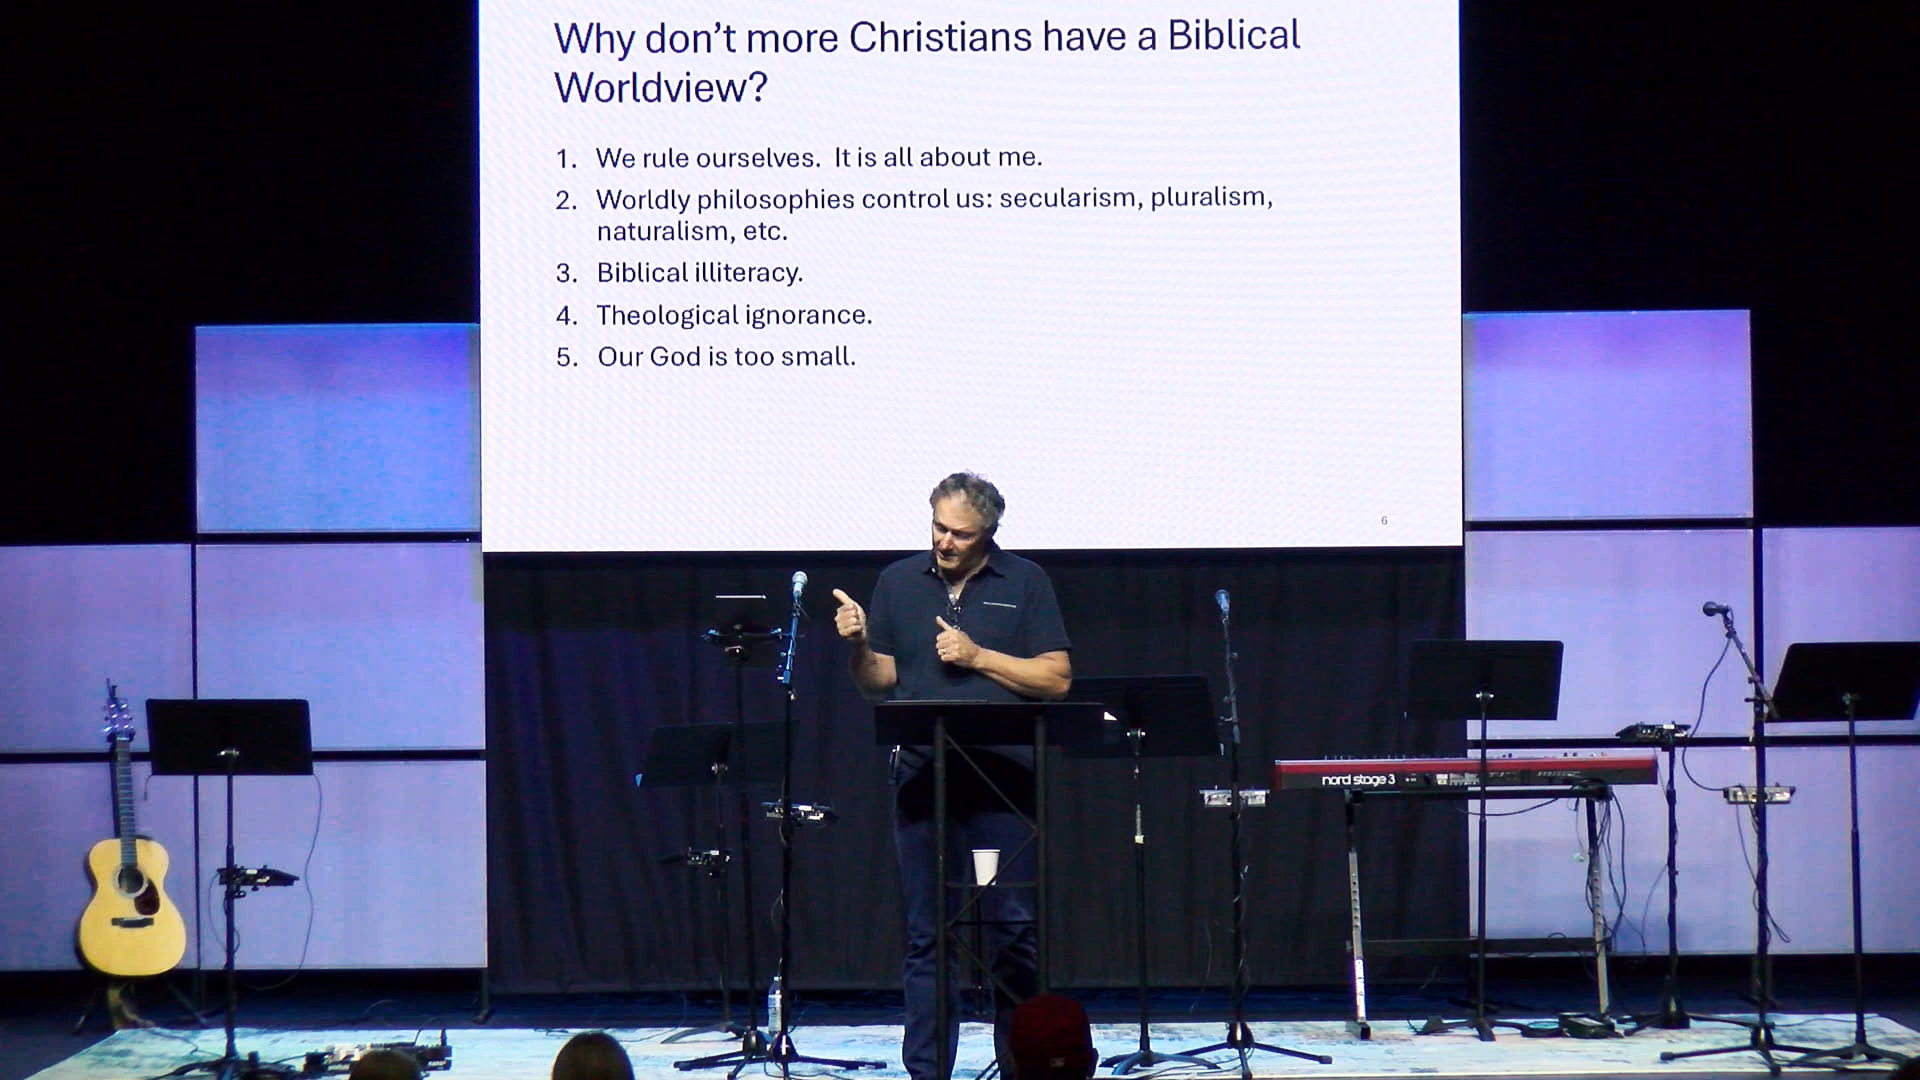 Why don't more Christians have a Biblical
Worldview?
1. We rule ourselves. It is all about me.
2. Worldly philosophies control us: secularism, pluralism,
naturalism, etc.
3. Biblical illiteracy.
4. Theological ignorance.
5. Our God is too small.
6
nord stage 3